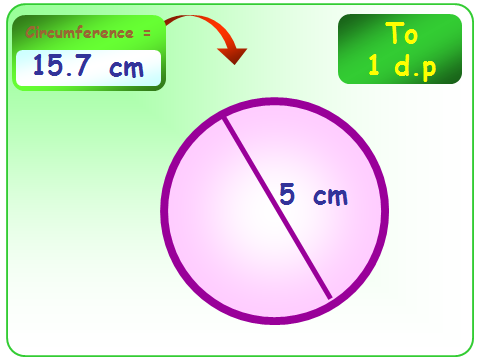 Circumference =
15.7 cm
To
1 d.p
5 cm